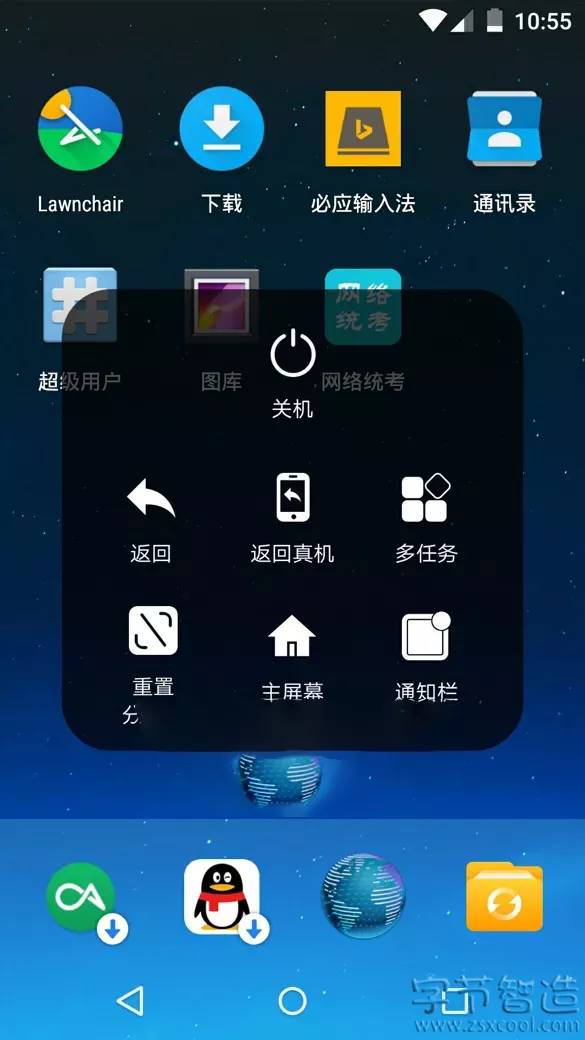 10:55
Lawnchair
下载
必应输入法
通讯录
网络
统考
超级用户
图库
网络统考
关机
返回
返回真机
多任务
重置
分
主屏幕
通知栏
字节智造
www.zsxcool.com